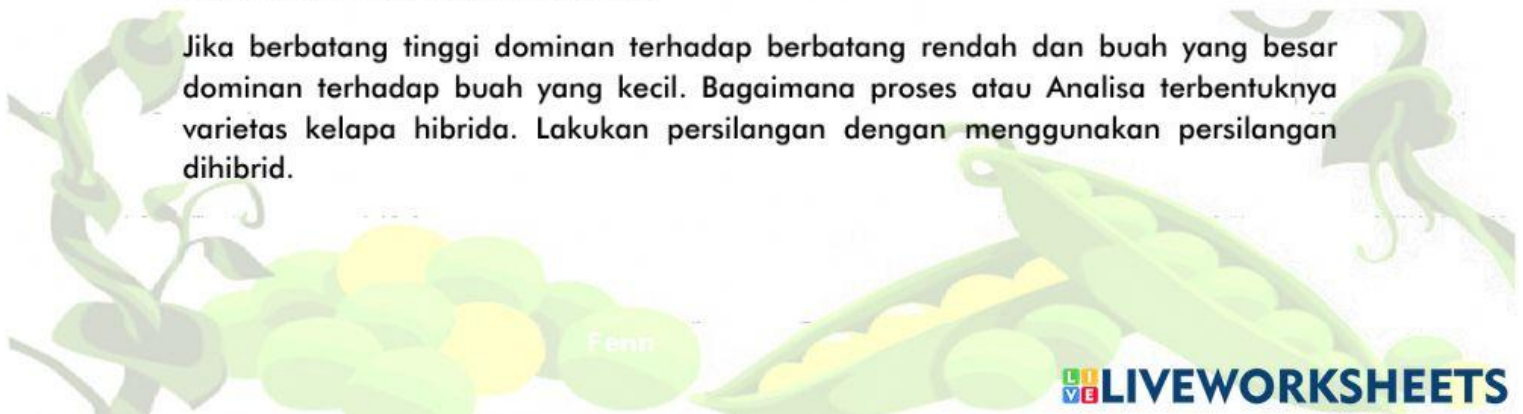 Jika berbatang tinggi dominan terhadap berbatang rendah dan buah yang besar
dominan terhadap buah yang kecil. Bagaimana proses atau Analisa terbentuknya
varietas kelapa hibrida. Lakukan persilangan dengan menggunakan persilangan
dihibrid.
Fenn
LIVE LIVEWORKSHEETS